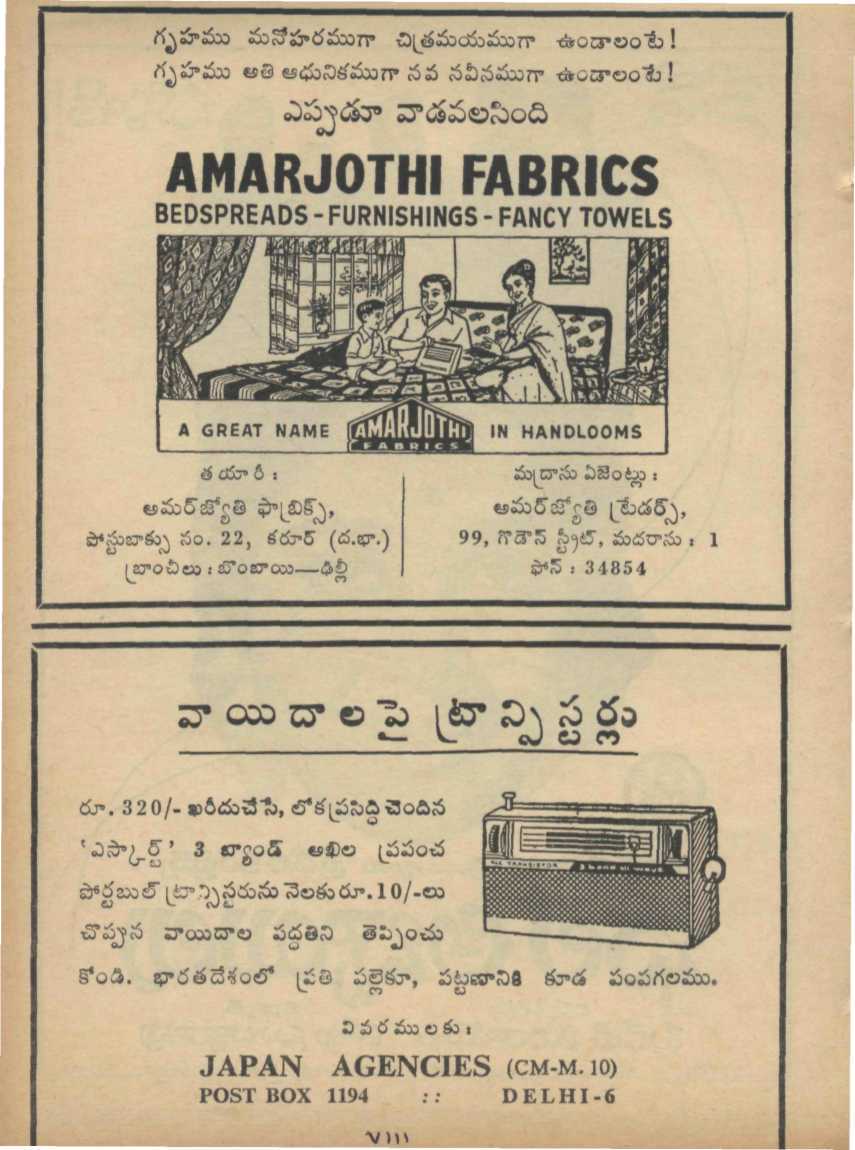 గృహము మనోహరముగా చిత్రమయముగా ఉండాలంటే!
గృహము అతి ఆధునికముగా నవ నవీనముగా ఉండాలంటే!
ఎప్పుడూ వాడవలసింది
AMARJOTHI FABRICS
BEDSPREADS - FURNISHINGS - FANCY TOWELS
A GREAT NAME AMARJOTHI FABRICS IN HANDLOOMS
తయారీ :
అమర్‌జ్యోతి ఫాబ్రిక్స్,
పోస్టుబాక్సు నం. 22, కరూర్ (ద.భా.)
బ్రాంచీలు : బొంబాయి—ఢిల్లీ
మద్రాసు ఏజెంట్లు :
అమర్‌జ్యోతి ట్రేడర్స్,
99, గొడౌన్ స్ట్రీట్, మదరాసు : 1
ఫోన్ : 34854
వాయిదాలపై ట్రాన్సిస్టర్లు
రూ. 320/- ఖరీదుచేసే, లోకప్రసిద్ధి చెందిన
'ఎస్కార్ట్' 3 బ్యాండ్ అఖిల ప్రపంచ
పోర్టబుల్ ట్రాన్సిస్టరును నెలకు రూ. 10/-లు
చొప్పున వాయిదాల పద్ధతిని తెప్పించు
కోండి. భారతదేశంలో ప్రతి పల్లెకూ, పట్టణానికి కూడ పంపగలము.
ALL TRANSISTOR
వివరములకు :
JAPAN AGENCIES (CM-M. 10)
POST BOX 1194 :: DELHI-6
VIII